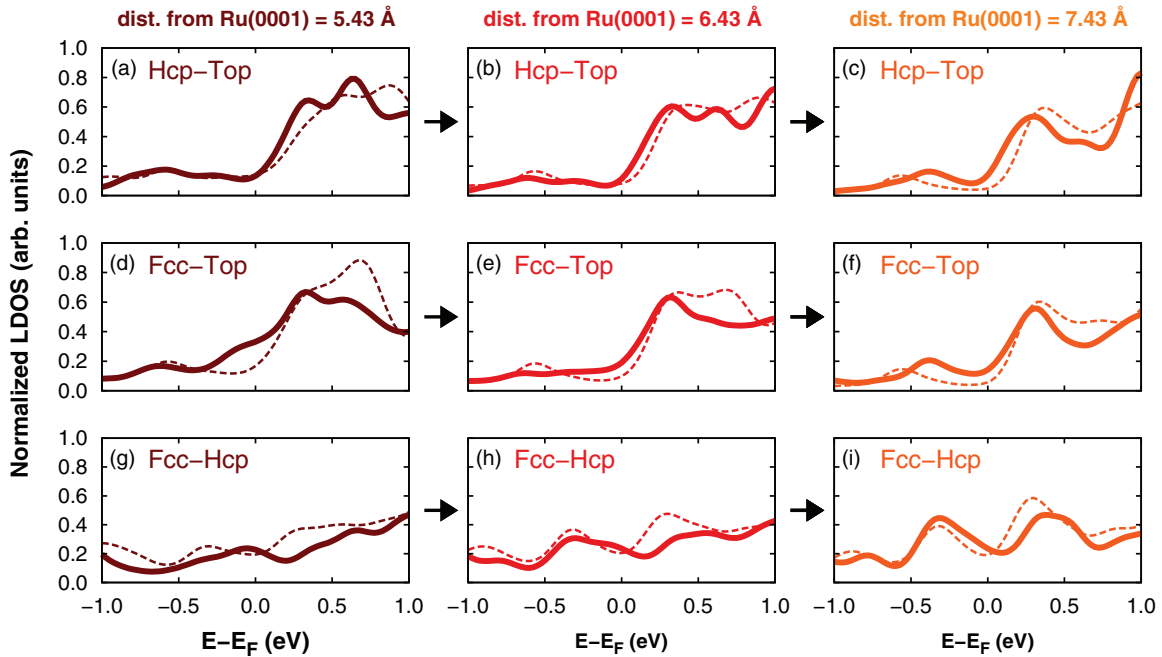 dist. from Ru(0001) = 5.43 Å
dist. from Ru(0001) = 6.43 Å
dist. from Ru(0001) = 7.43 Å
Normalized LDOS (arb. units)
1.0
0.8
0.6
0.4
0.2
0.0
(a) Hcp−Top
(b) Hcp−Top
(c) Hcp−Top
1.0
0.8
0.6
0.4
0.2
0.0
(d) Fcc−Top
(e) Fcc−Top
(f) Fcc−Top
1.0
0.8
0.6
0.4
0.2
0.0
(g) Fcc−Hcp
(h) Fcc−Hcp
(i) Fcc−Hcp
−1.0 −0.5 0.0 0.5 1.0
−1.0 −0.5 0.0 0.5 1.0
−1.0 −0.5 0.0 0.5 1.0
E−EF (eV)
E−EF (eV)
E−EF (eV)